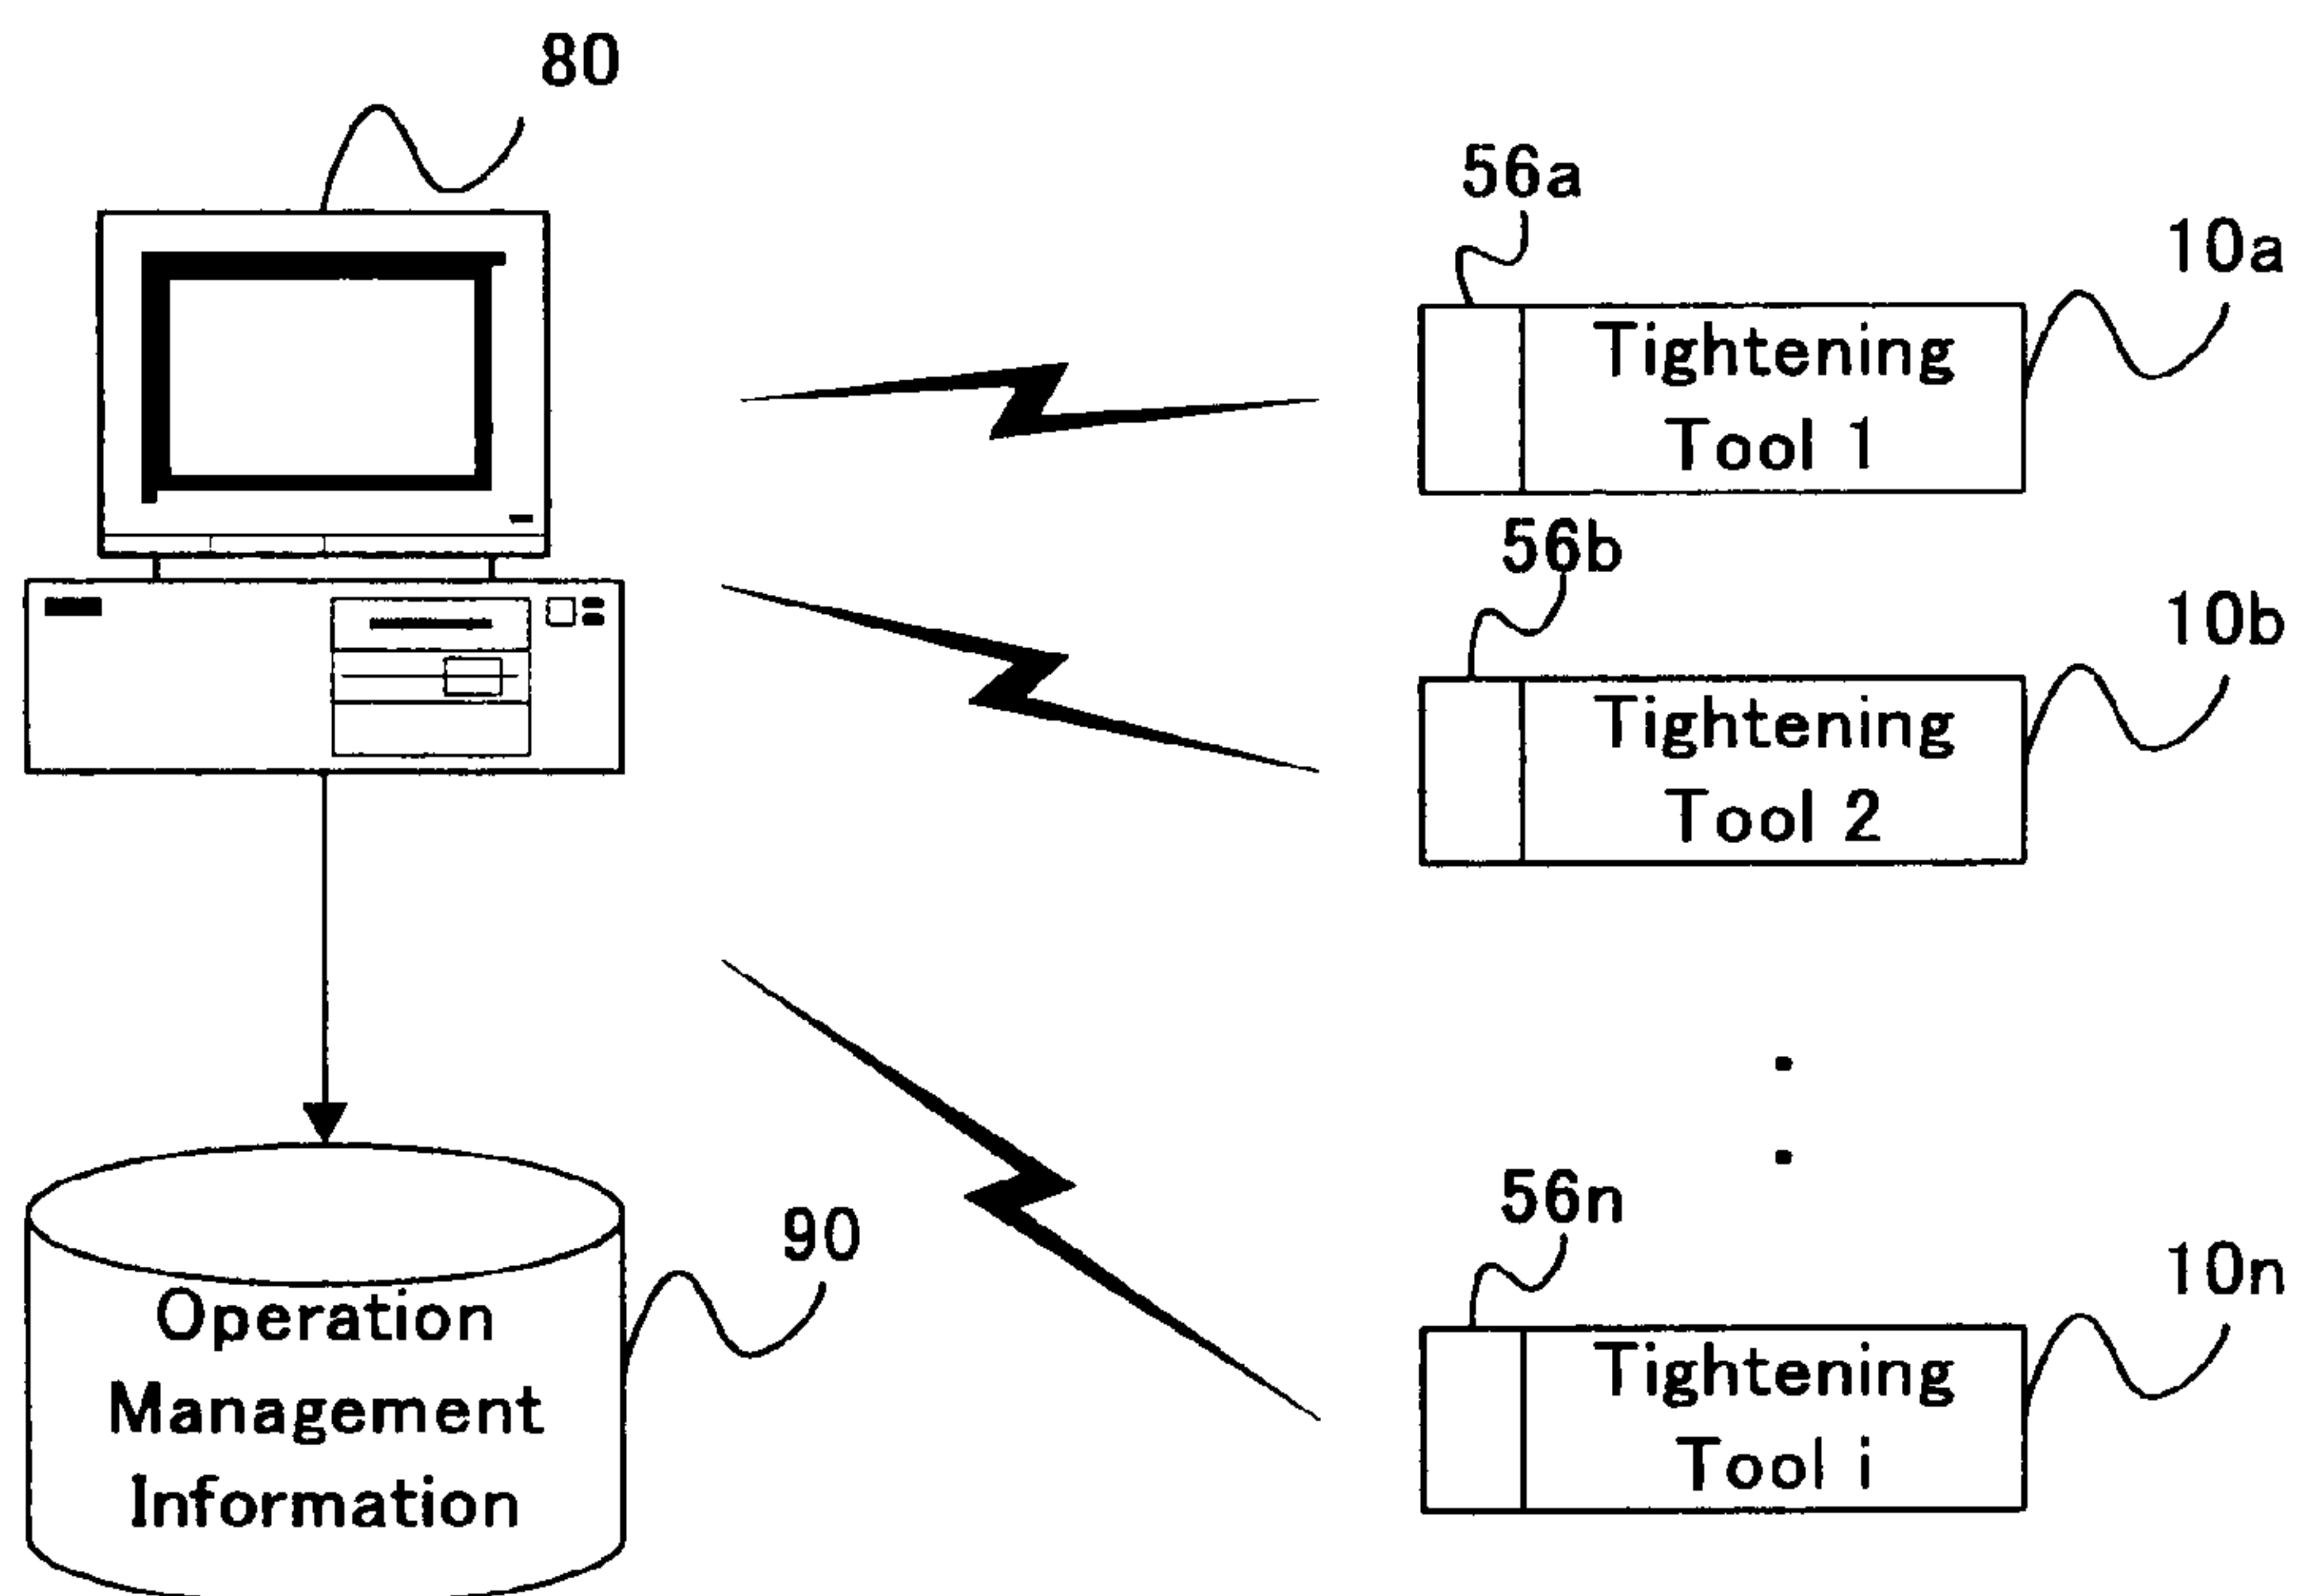 80
56a
10a
Tightening
Tool 1
56b
10b
Tightening
Tool 2
56n
10n
Tightening
Tool i
90
Operation
Management
Information